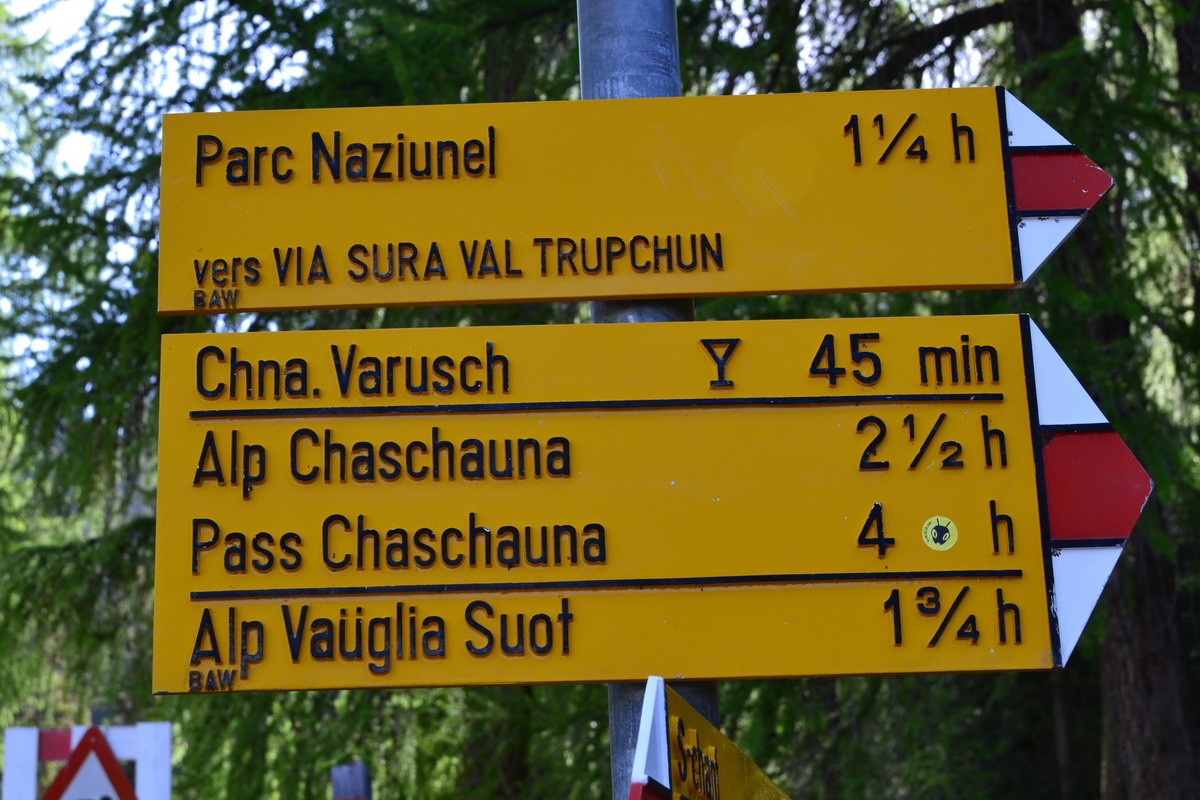 Parc Naziunel 1¼ h
vers VIA SURA VAL TRUPCHUN
BAW
Chna. Varusch 45 min
Alp Chaschauna 2½ h
Pass Chaschauna 4 h
Alp Vaüglia Suot 1¾ h
BAW
S-chanf